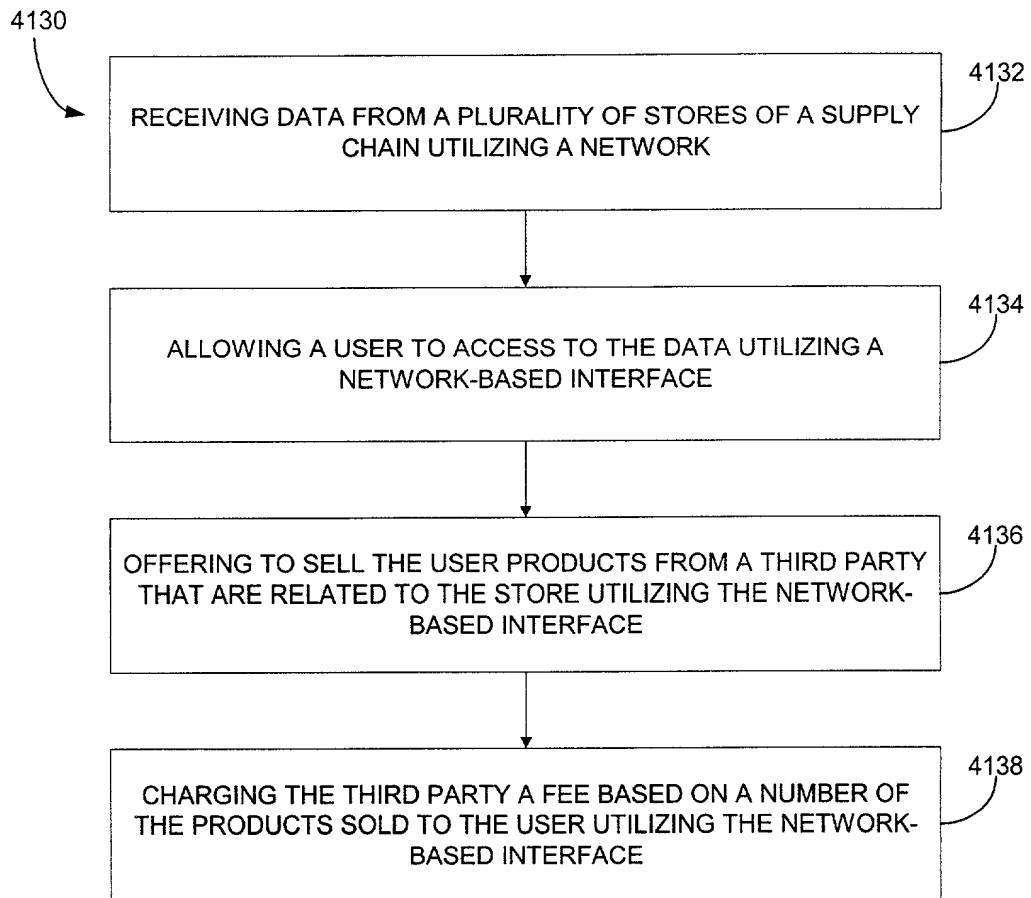 4130
4132
RECEIVING DATA FROM A PLURALITY OF STORES OF A SUPPLY
CHAIN UTILIZING A NETWORK
4134
ALLOWING A USER TO ACCESS TO THE DATA UTILIZING A
NETWORK-BASED INTERFACE
4136
OFFERING TO SELL THE USER PRODUCTS FROM A THIRD PARTY
THAT ARE RELATED TO THE STORE UTILIZING THE NETWORK-
BASED INTERFACE
4138
CHARGING THE THIRD PARTY A FEE BASED ON A NUMBER OF
THE PRODUCTS SOLD TO THE USER UTILIZING THE NETWORK-
BASED INTERFACE